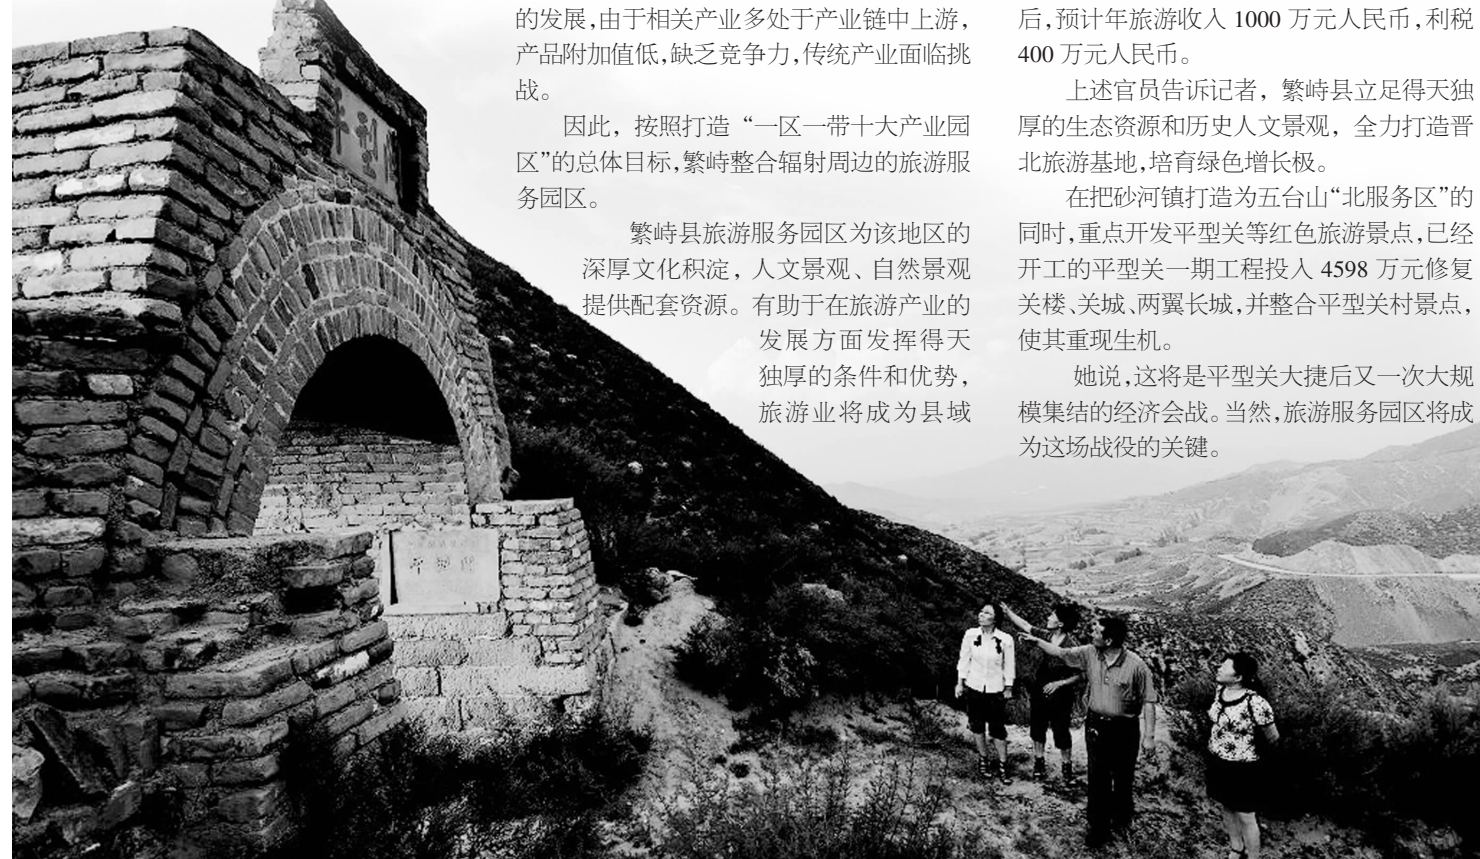 的发展,由于相关产业多处于产业链中上游,
产品附加值低,缺乏竞争力,传统产业面临挑
战。
因此，按照打造“一区一带十大产业园
区”的总体目标,繁峙整合辐射周边的旅游服
务园区。
繁峙县旅游服务园区为该地区的
深厚文化积淀，人文景观、自然景观
提供配套资源。有助于在旅游产业的
发展方面发挥得天
独厚的条件和优势，
旅游业将成为县域
后,预计年旅游收入 1000 万元人民币,利税
400 万元人民币。
上述官员告诉记者，繁峙县立足得天独
厚的生态资源和历史人文景观，全力打造晋
北旅游基地,培育绿色增长极。
在把砂河镇打造为五台山“北服务区”的
同时,重点开发平型关等红色旅游景点,已经
开工的平型关一期工程投入 4598 万元修复
关楼、关城、两翼长城,并整合平型关村景点,
使其重现生机。
她说,这将是平型关大捷后又一次大规
模集结的经济会战。当然,旅游服务园区将成
为这场战役的关键。
平型關
平型關